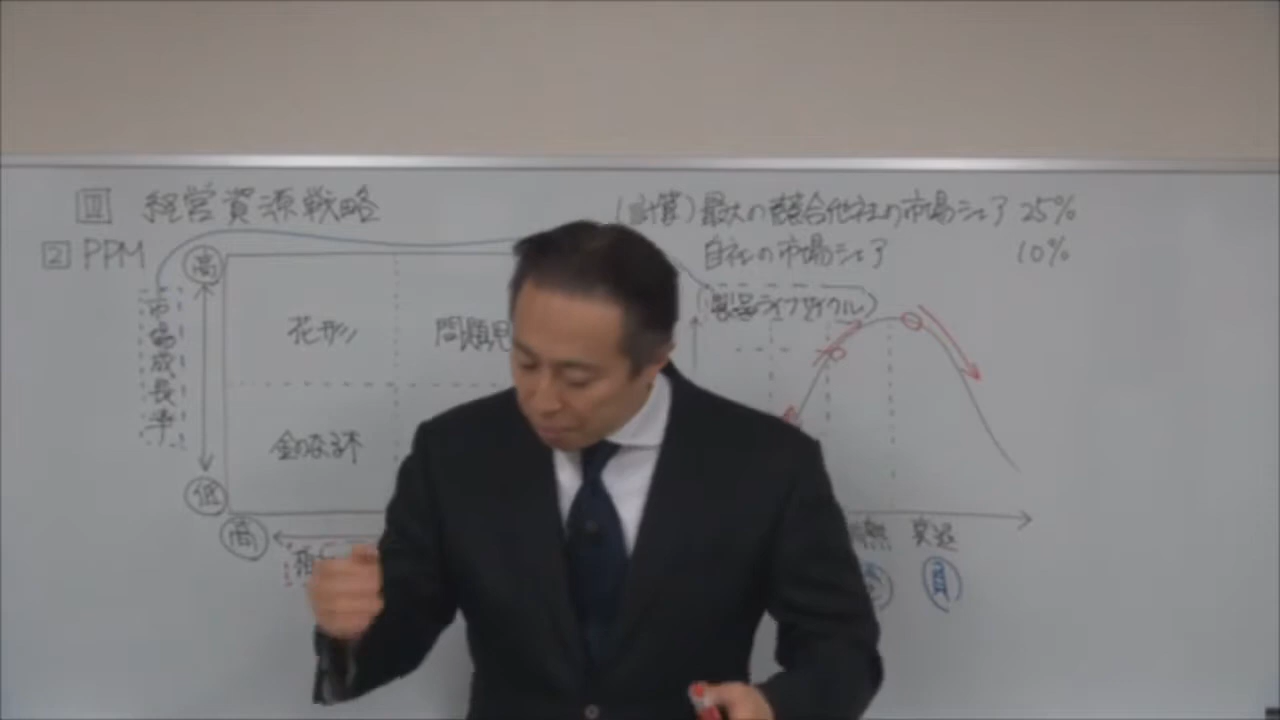 III 経営資源戦略
2 PPM
高
市場成長率
花形
問題児
金のなる木
低
高
(計算)最大の競合他社の市場シェア 25%
自社の市場シェア 10%
(製品ライフサイクル)
衰退
負